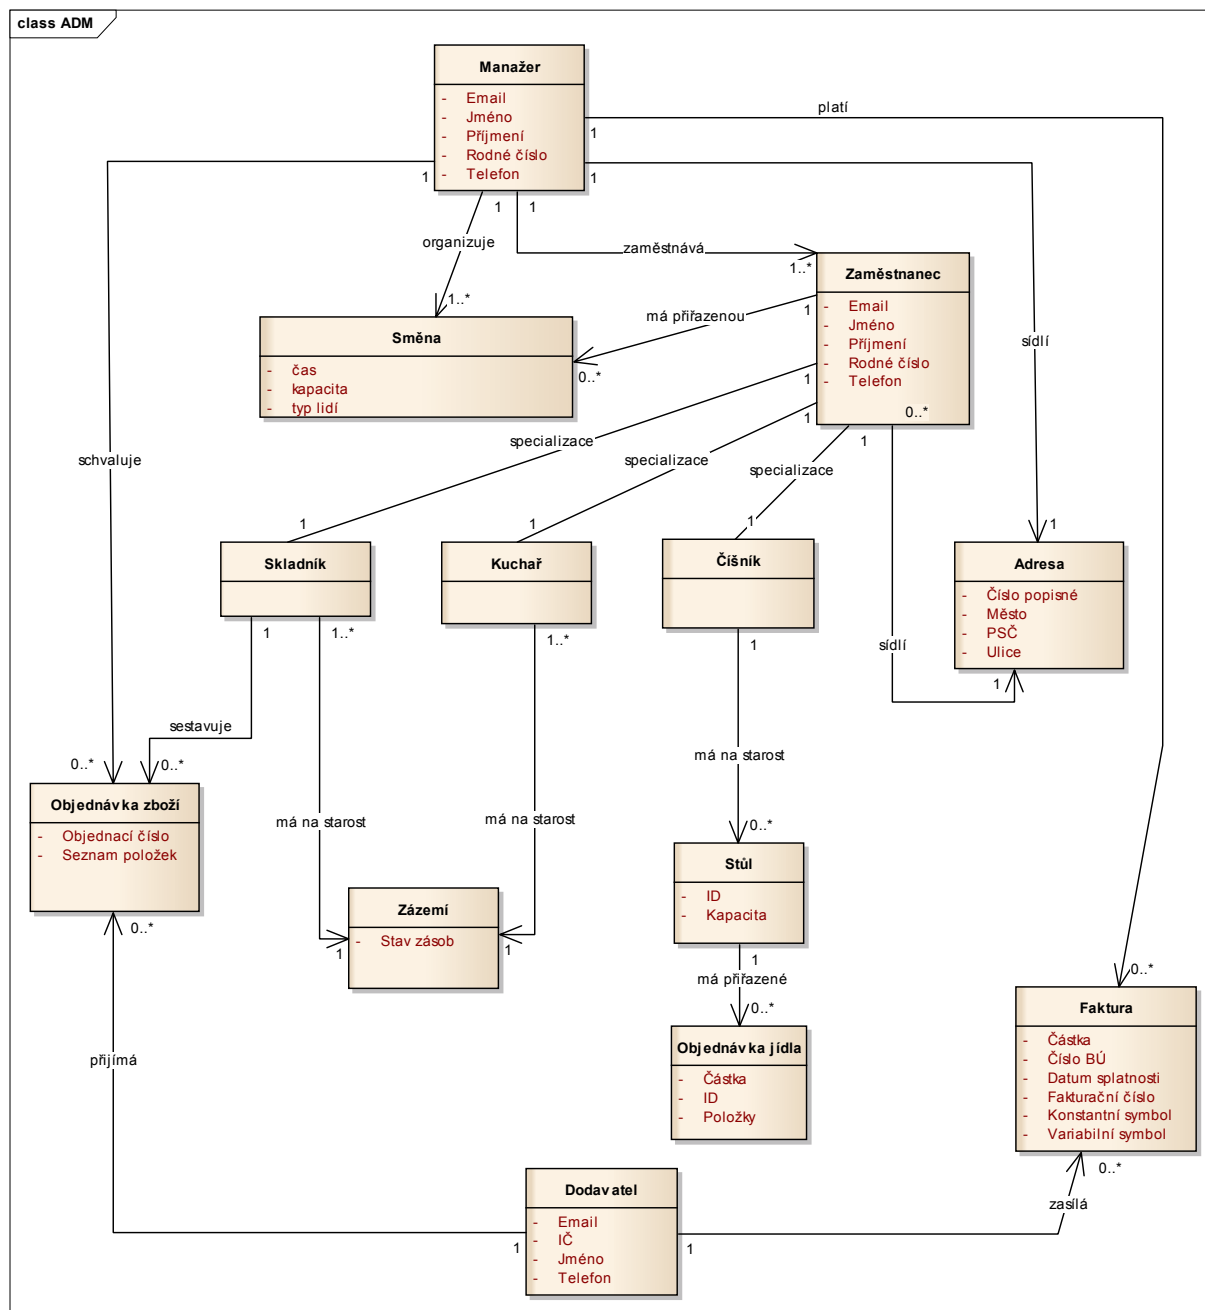 class ADM
Manažer
- Email
- Jméno
- Příjmení
- Rodné číslo
- Telefon
platí
1
1
1
1
1
organizuje
zaměstnává
1..*
1..*
Zaměstnanec
- Email
- Jméno
- Příjmení
- Rodné číslo
- Telefon
0..*
má přiřazenou
1
0..*
Směna
- čas
- kapacita
- typ lidí
sídlí
1
1
1
schvaluje
specializace
specializace
specializace
1
1
1
1
Skladník
Kuchař
Číšník
Adresa
- Číslo popisné
- Město
- PSČ
- Ulice
1
1..*
1..*
1
sídlí
1
sestavuje
má na starost
má na starost
má na starost
0..*
0..*
Objednávka zboží
- Objednací číslo
- Seznam položek
0..*
0..*
Stůl
- ID
- Kapacita
Zázemí
- Stav zásob
1
1
1
má přiřazené
0..*
0..*
Faktura
- Částka
- Číslo BÚ
- Datum splatnosti
- Fakturační číslo
- Konstantní symbol
- Variabilní symbol
0..*
Objednávka jídla
- Částka
- ID
- Položky
přijímá
zasílá
Dodavatel
- Email
- IČ
- Jméno
- Telefon
1
1